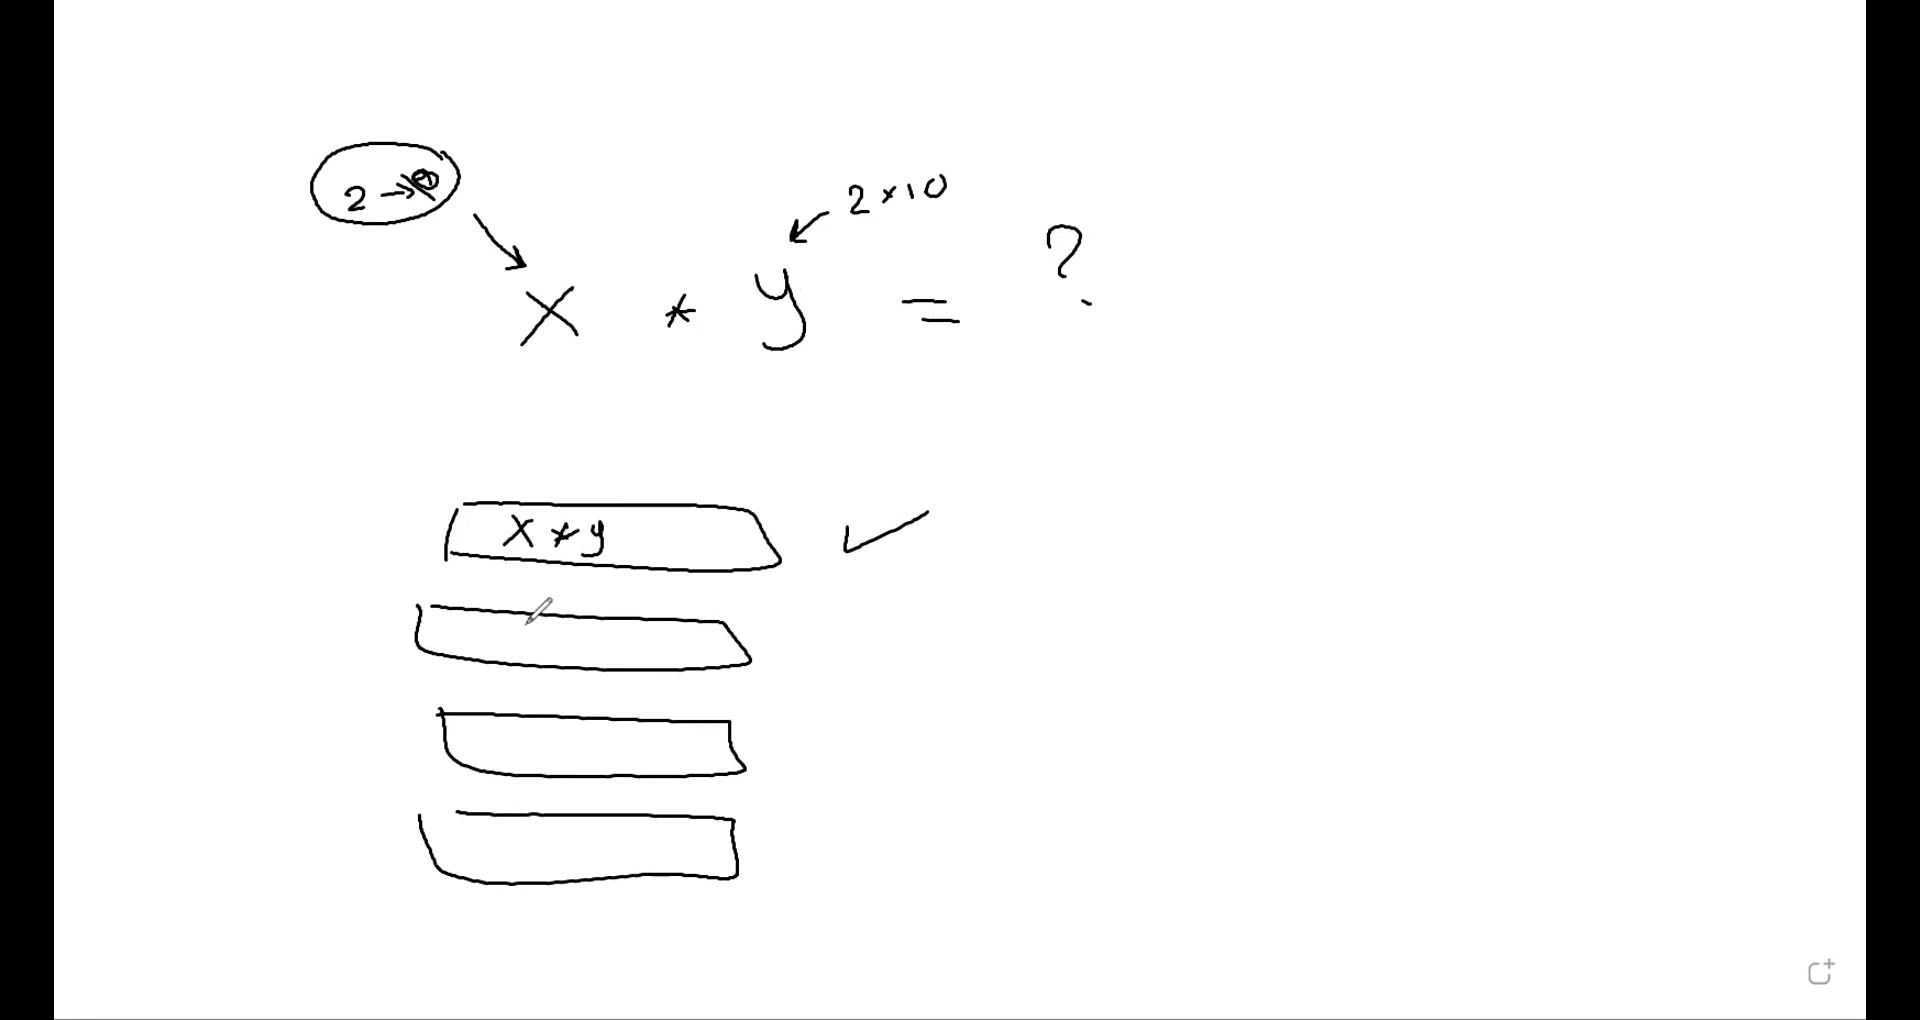 2 →
2 × 10
x * y = ?
x * y